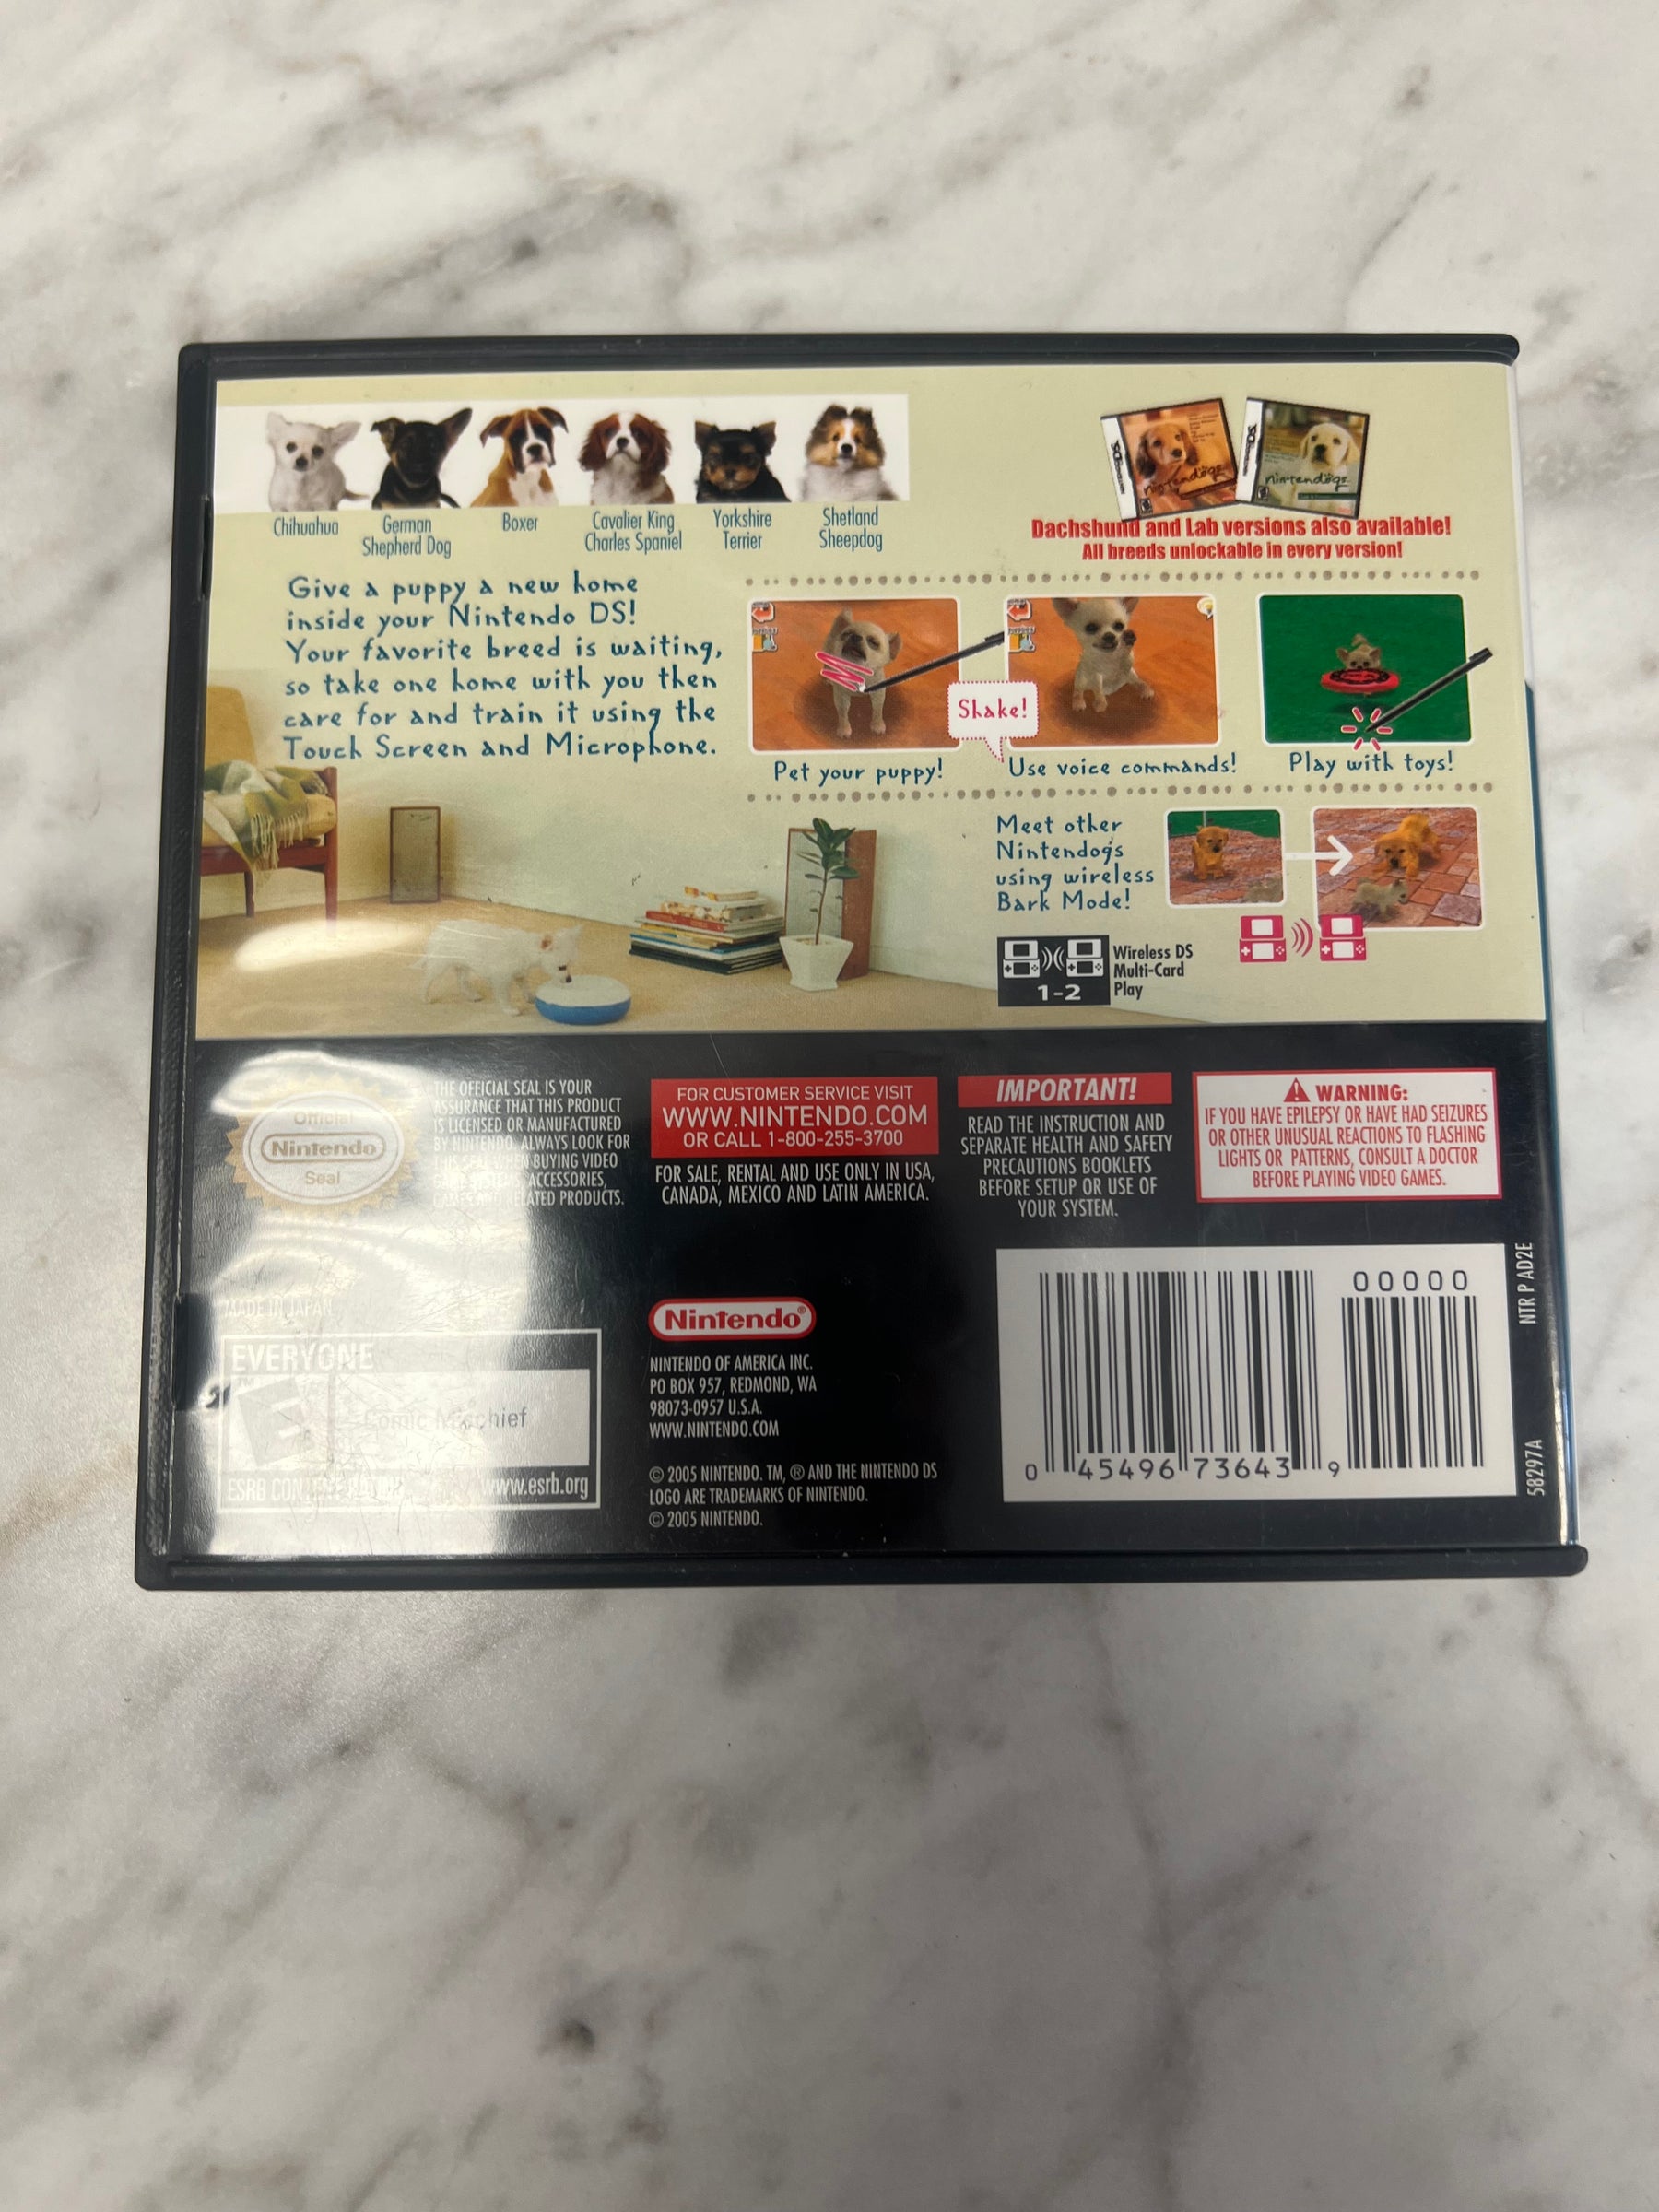 Chihuahua
German
Shepherd Dog
Boxer
Cavalier King
Charles Spaniel
Yorkshire
Terrier
Shetland
Sheepdog
nintendogs
nintendogs
Dachshund and Lab versions also available!
All breeds unlockable in every version!
Give a puppy a new home
inside your Nintendo DS!
Your favorite breed is waiting,
so take one home with you then
care for and train it using the
Touch Screen and Microphone.
Shake!
Pet your puppy!
Use voice commands!
Play with toys!
Meet other
Nintendogs
using wireless
Bark Mode!
1-2
Wireless DS
Multi-Card
Play
Official
Nintendo
Seal
THE OFFICIAL SEAL IS YOUR
ASSURANCE THAT THIS PRODUCT
IS LICENSED OR MANUFACTURED
BY NINTENDO. ALWAYS LOOK FOR
THIS SEAL WHEN BUYING VIDEO
GAME SYSTEMS, ACCESSORIES,
GAMES AND RELATED PRODUCTS.
FOR CUSTOMER SERVICE VISIT
WWW.NINTENDO.COM
OR CALL 1-800-255-3700
FOR SALE, RENTAL AND USE ONLY IN USA,
CANADA, MEXICO AND LATIN AMERICA.
IMPORTANT!
READ THE INSTRUCTION AND
SEPARATE HEALTH AND SAFETY
PRECAUTIONS BOOKLETS
BEFORE SETUP OR USE OF
YOUR SYSTEM.
WARNING:
IF YOU HAVE EPILEPSY OR HAVE HAD SEIZURES
OR OTHER UNUSUAL REACTIONS TO FLASHING
LIGHTS OR PATTERNS, CONSULT A DOCTOR
BEFORE PLAYING VIDEO GAMES.
MADE IN JAPAN
EVERYONE
E
Comic Mischief
ESRB CONTENT RATING
www.esrb.org
Nintendo®
NINTENDO OF AMERICA INC.
PO BOX 957, REDMOND, WA
98073-0957 U.S.A.
WWW.NINTENDO.COM
© 2005 NINTENDO. TM, ® AND THE NINTENDO DS
LOGO ARE TRADEMARKS OF NINTENDO.
© 2005 NINTENDO.
00000
0 45496 73643 9
NTR P AD2E
58297A